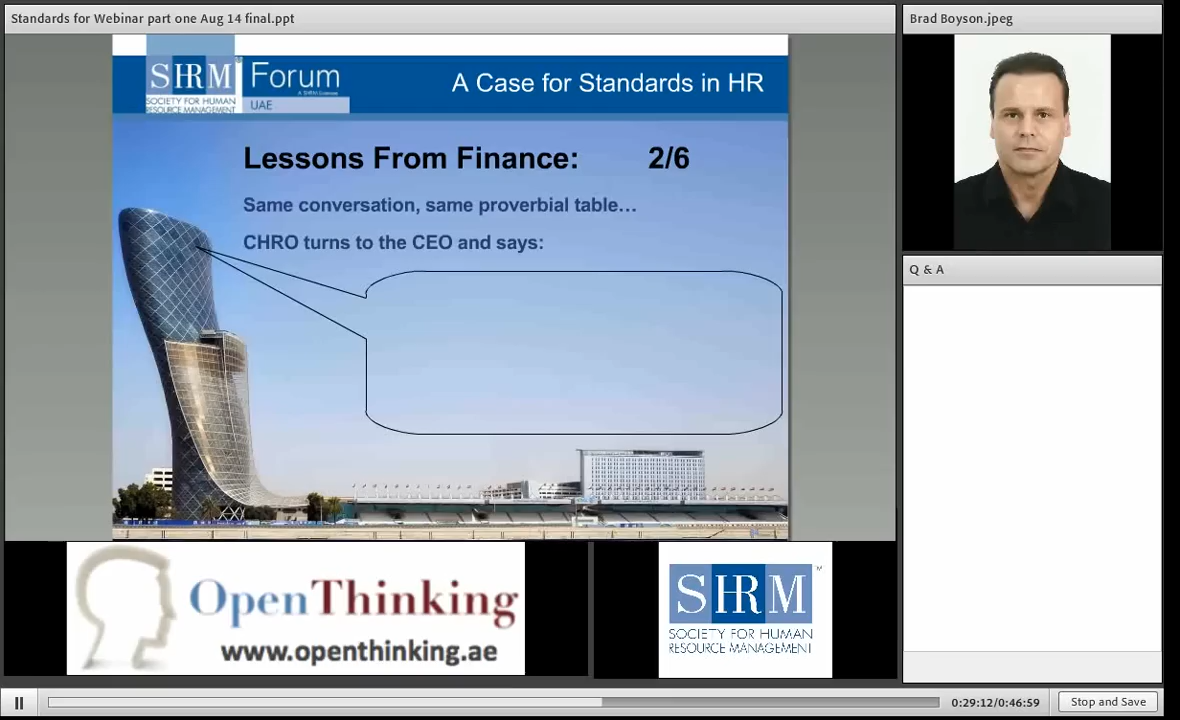 Standards for Webinar part one Aug 14 final.ppt
Brad Boyson.jpeg
SHRM
SOCIETY FOR HUMAN
RESOURCE MANAGEMENT
Forum
UAE
A Case for Standards in HR
Lessons From Finance: 2/6
Same conversation, same proverbial table…
CHRO turns to the CEO and says:
Q & A
OpenThinking
www.openthinking.ae
SHRM™
SOCIETY FOR HUMAN
RESOURCE MANAGEMENT
0:29:12/0:46:59
Stop and Save